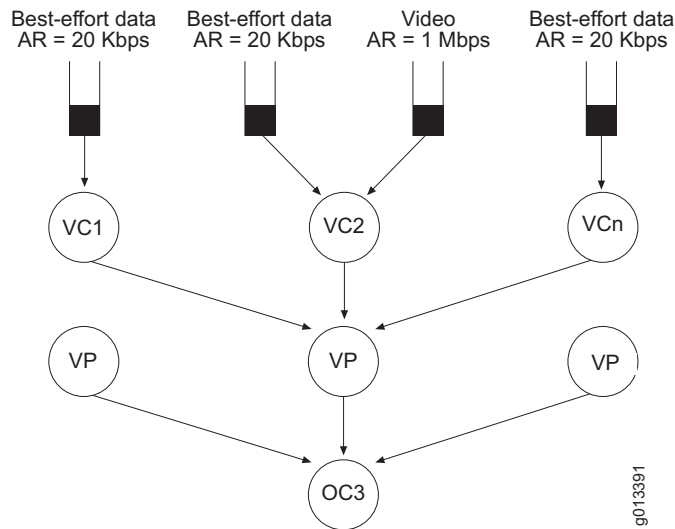 Best-effort data
AR = 20 Kbps
Best-effort data
AR = 20 Kbps
Video
AR = 1 Mbps
Best-effort data
AR = 20 Kbps
VC1
VC2
VCn
VP
VP
VP
OC3
g013391